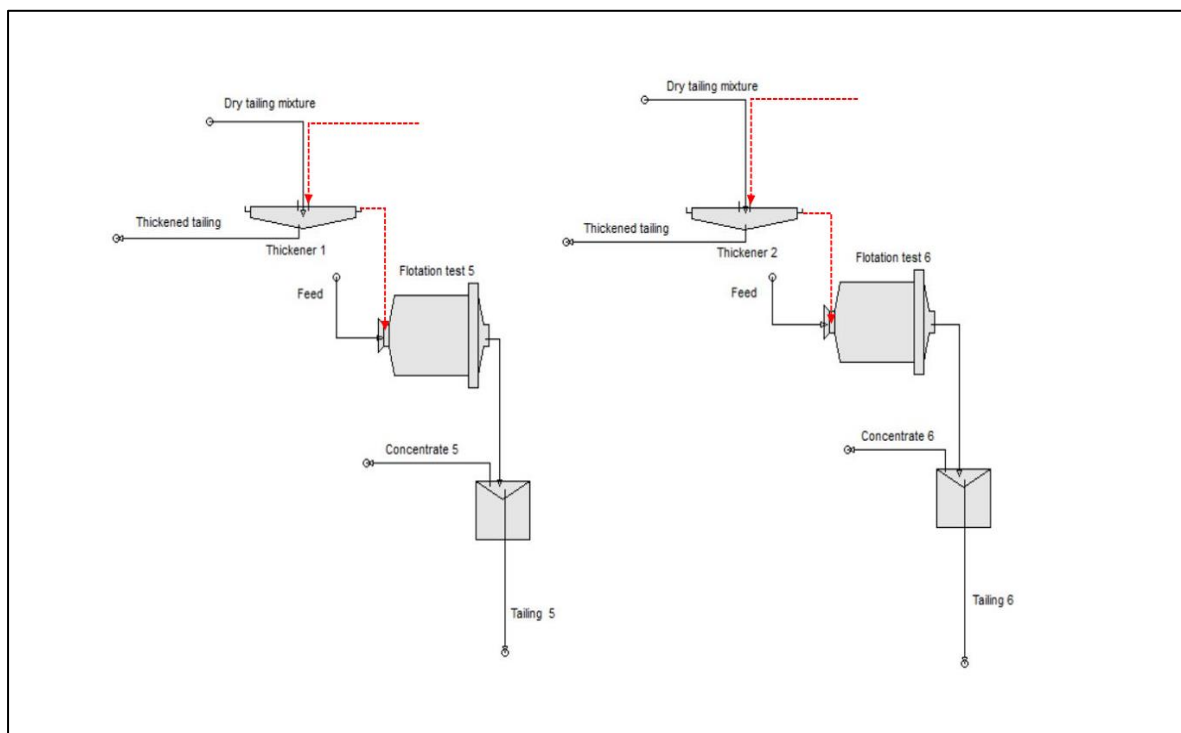 Dry tailing mixture
Thickened tailing
Thickener 1
Flotation test 5
Feed
Concentrate 5
Tailing 5
Dry tailing mixture
Thickened tailing
Thickener 2
Flotation test 6
Feed
Concentrate 6
Tailing 6